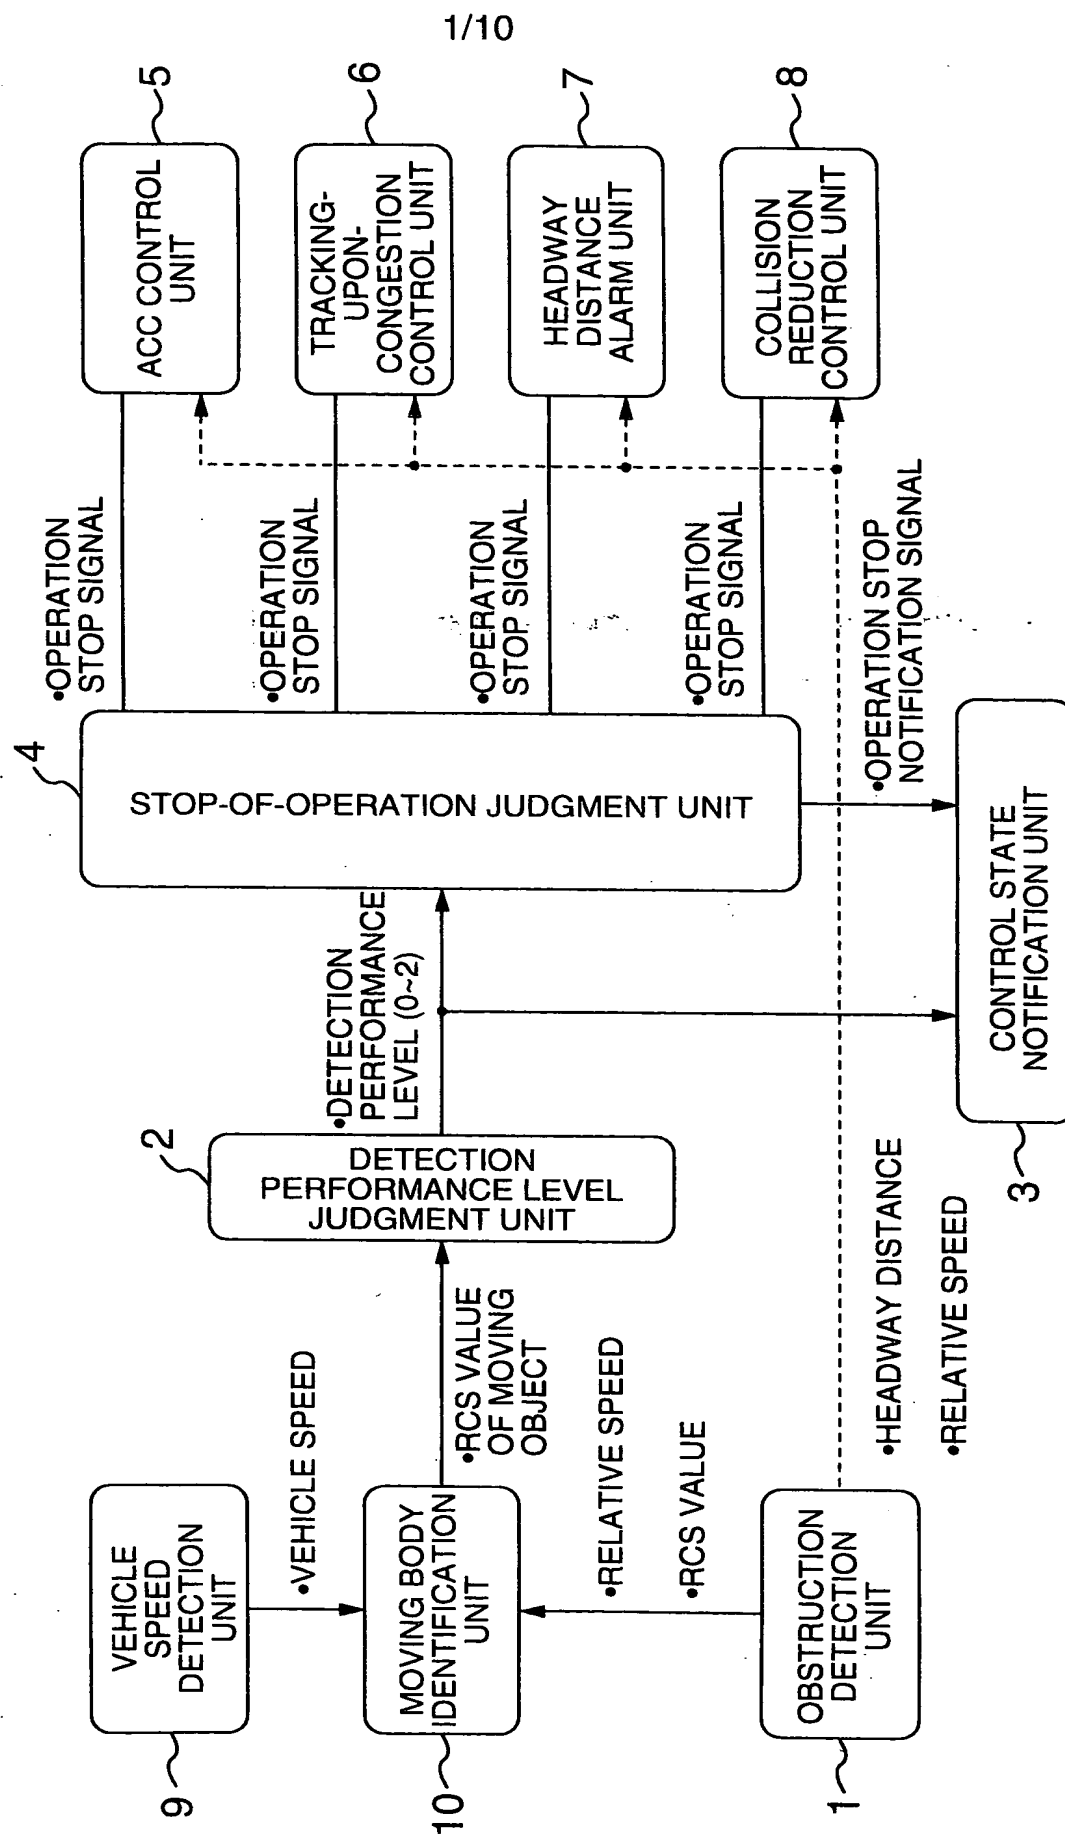 1/10
5
ACC CONTROL
UNIT
6
TRACKING-
UPON-
CONGESTION
CONTROL UNIT
7
HEADWAY
DISTANCE
ALARM UNIT
8
COLLISION
REDUCTION
CONTROL UNIT
•OPERATION
STOP SIGNAL
•OPERATION
STOP SIGNAL
•OPERATION
STOP SIGNAL
•OPERATION
STOP SIGNAL
•OPERATION STOP
NOTIFICATION SIGNAL
4
STOP-OF-OPERATION JUDGMENT UNIT
•DETECTION
PERFORMANCE
LEVEL (0~2)
CONTROL STATE
NOTIFICATION UNIT
3
2
DETECTION
PERFORMANCE LEVEL
JUDGMENT UNIT
•HEADWAY DISTANCE
•RELATIVE SPEED
•RCS VALUE
OF MOVING
OBJECT
•VEHICLE SPEED
•RELATIVE SPEED
•RCS VALUE
VEHICLE
SPEED
DETECTION
UNIT
9
MOVING BODY
IDENTIFICATION
UNIT
10
OBSTRUCTION
DETECTION
UNIT
1